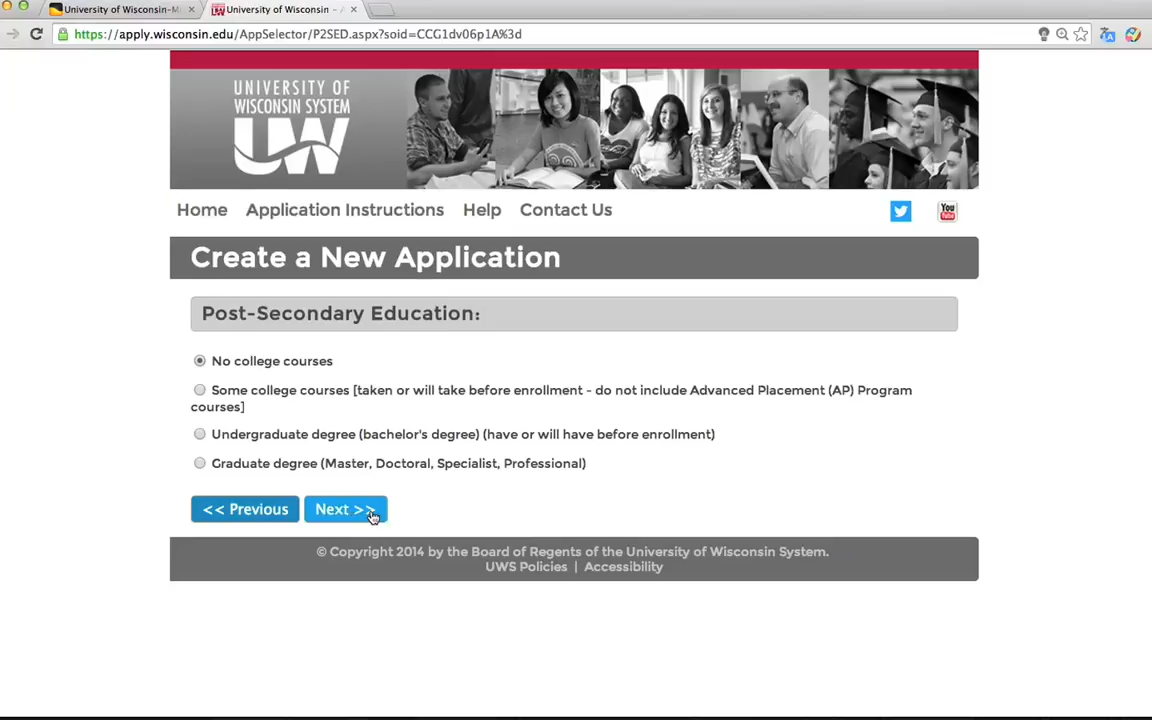 University of Wisconsin-M
University of Wisconsin - A
https://apply.wisconsin.edu/AppSelector/P2SED.aspx?soid=CCG1dv06p1A%3d
UNIVERSITY OF
WISCONSIN SYSTEM
UW
Home Application Instructions Help Contact Us
You
Tube
Create a New Application
Post-Secondary Education:
No college courses
Some college courses [taken or will take before enrollment - do not include Advanced Placement (AP) Program
courses]
Undergraduate degree (bachelor's degree) (have or will have before enrollment)
Graduate degree (Master, Doctoral, Specialist, Professional)
<< Previous Next >>
© Copyright 2014 by the Board of Regents of the University of Wisconsin System.
UWS Policies | Accessibility